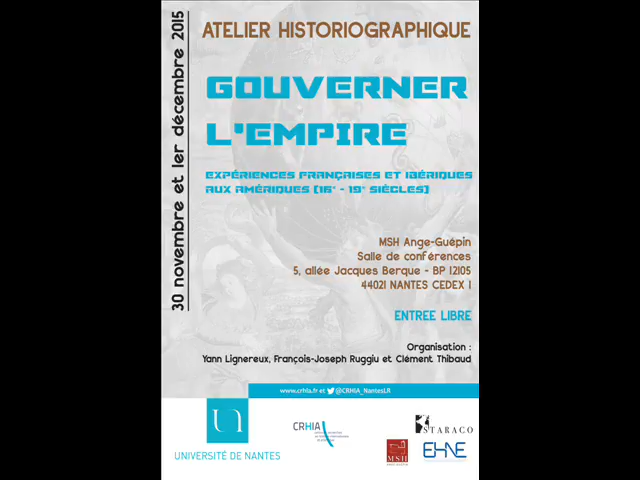 30 novembre et 1er décembre 2015
ATELIER HISTORIOGRAPHIQUE
GOUVERNER
L'EMPIRE
EXPÉRIENCES FRANÇAISES ET IBÉRIQUES
AUX AMÉRIQUES (16e - 19e SIÈCLES)
MSH Ange-Guépin
Salle de conférences
5, allée Jacques Berque - BP 12105
44021 NANTES CEDEX 1
ENTREE LIBRE
Organisation :
Yann Lignereux, François-Joseph Ruggiu et Clément Thibaud
www.crhia.fr et @CRHIA_NantesLR
UNIVERSITÉ DE NANTES
CRHIA
STARACO
MSH
EHNE